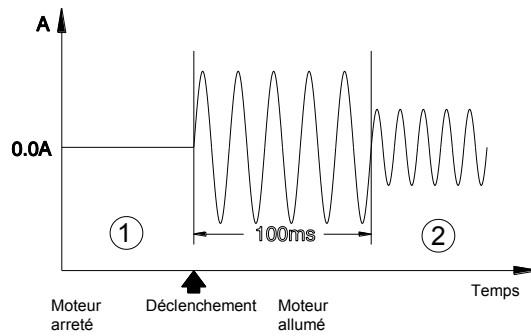 A
0.0A
1
100ms
2
Temps
Moteur Déclenchement Moteur
arreté allumé